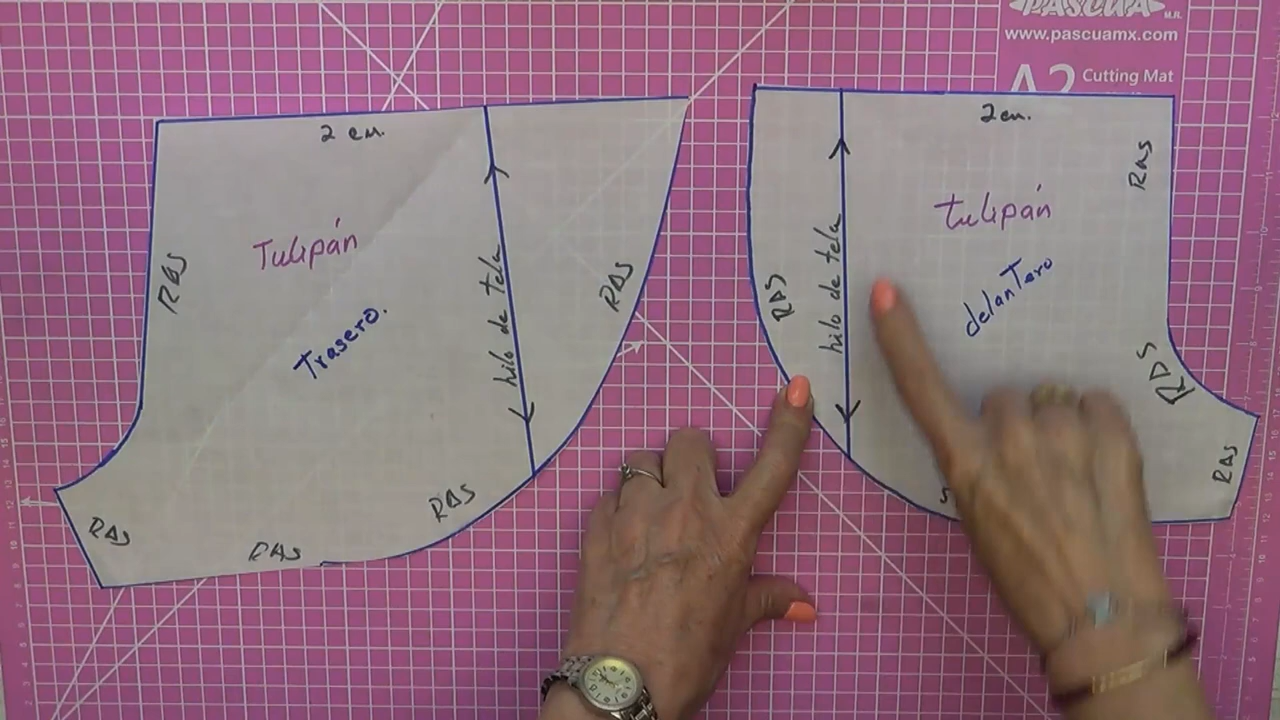 2 cm.
RAS
Tulipán
Trasero.
hilo de tela
RAS
RAS
RAS
RAS
PASCUA M.R.
www.pascuamx.com
A2 Cutting Mat
2 cm.
RAS
tulipán
delantero
hilo de tela
RAS
RAS
RAS